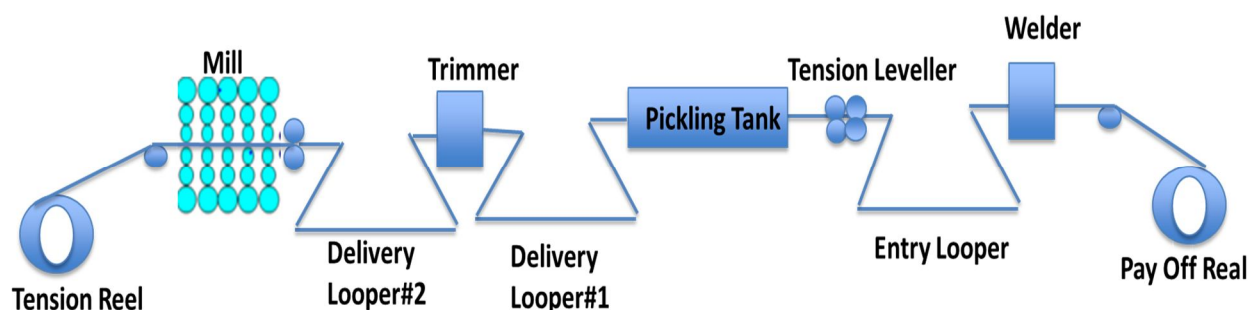 Welder
Mill
Trimmer
Tension Leveller
Pickling Tank
Delivery
Looper#2
Delivery
Looper#1
Entry Looper
Pay Off Real
Tension Reel